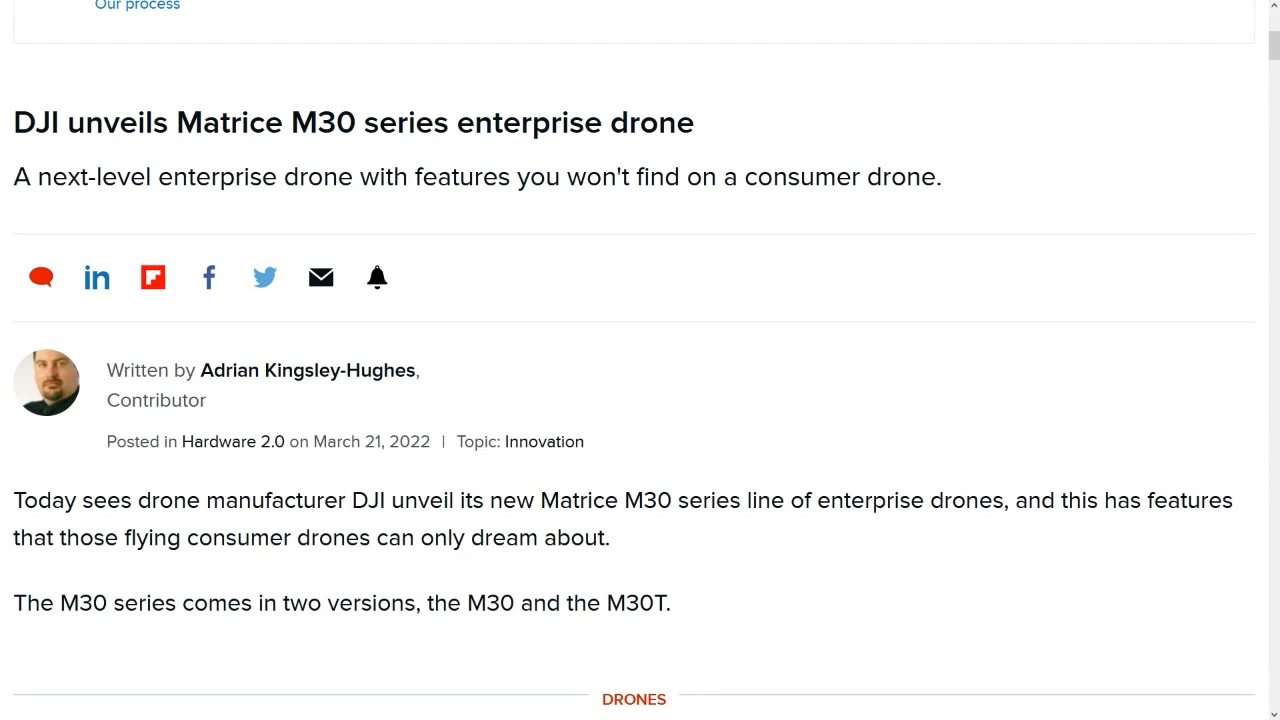 Our process
DJI unveils Matrice M30 series enterprise drone
A next-level enterprise drone with features you won't find on a consumer drone.
in
f
Written by Adrian Kingsley-Hughes,
Contributor
Posted in Hardware 2.0 on March 21, 2022 | Topic: Innovation
Today sees drone manufacturer DJI unveil its new Matrice M30 series line of enterprise drones, and this has features
that those flying consumer drones can only dream about.
The M30 series comes in two versions, the M30 and the M30T.
DRONES